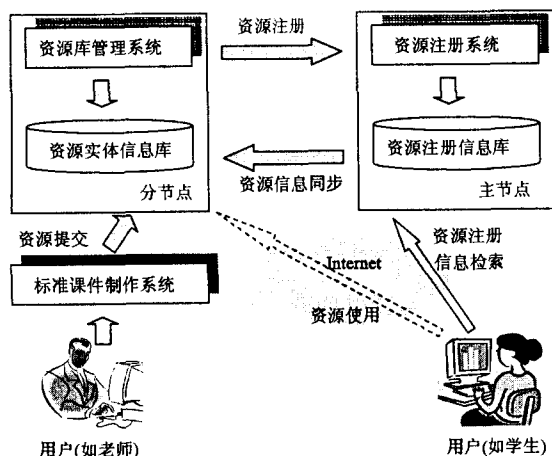 资源库管理系统
资源注册
资源注册系统
资源实体信息库
资源注册信息库
分节点
资源信息同步
主节点
资源提交
资源注册
信息检索
Internet
标准课件制作系统
资源使用
用户(如老师)
用户(如学生)